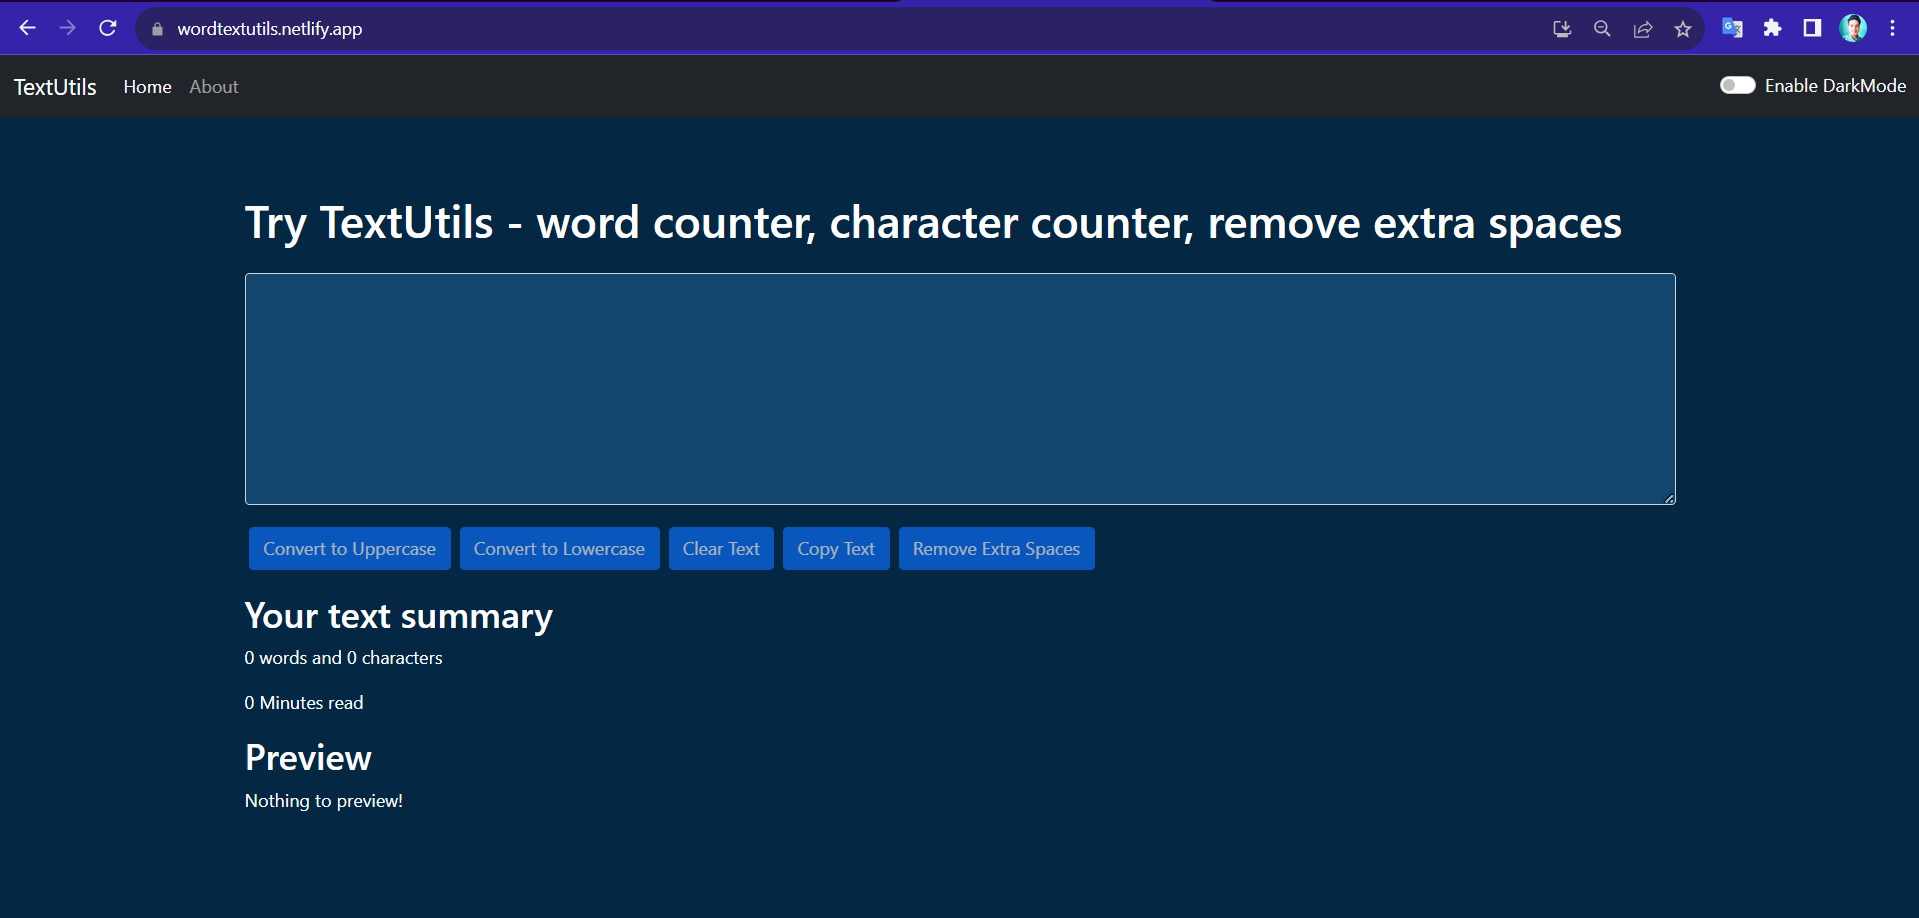 wordtextutils.netlify.app
TextUtils Home About Enable DarkMode
Try TextUtils - word counter, character counter, remove extra spaces
Convert to Uppercase Convert to Lowercase Clear Text Copy Text Remove Extra Spaces
Your text summary
0 words and 0 characters
0 Minutes read
Preview
Nothing to preview!